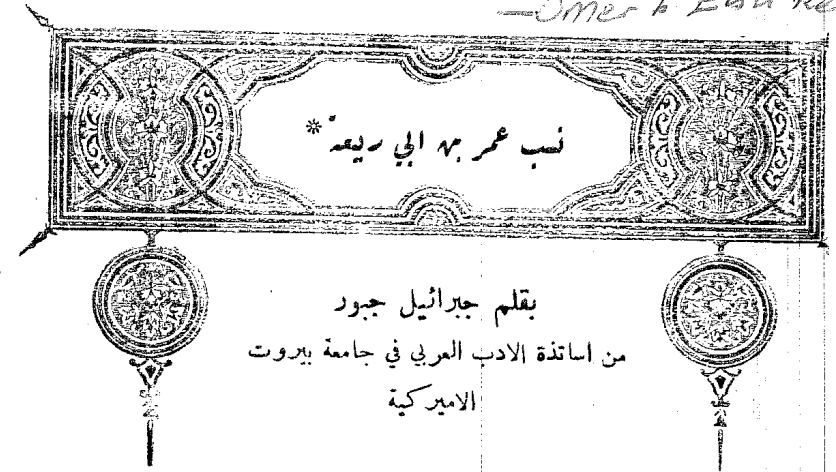 نسب عمر بن ابي ربيعة *
بقلم جبرائيل جبور
من اساتذة الادب العربي في جامعة بيروت
الاميركية